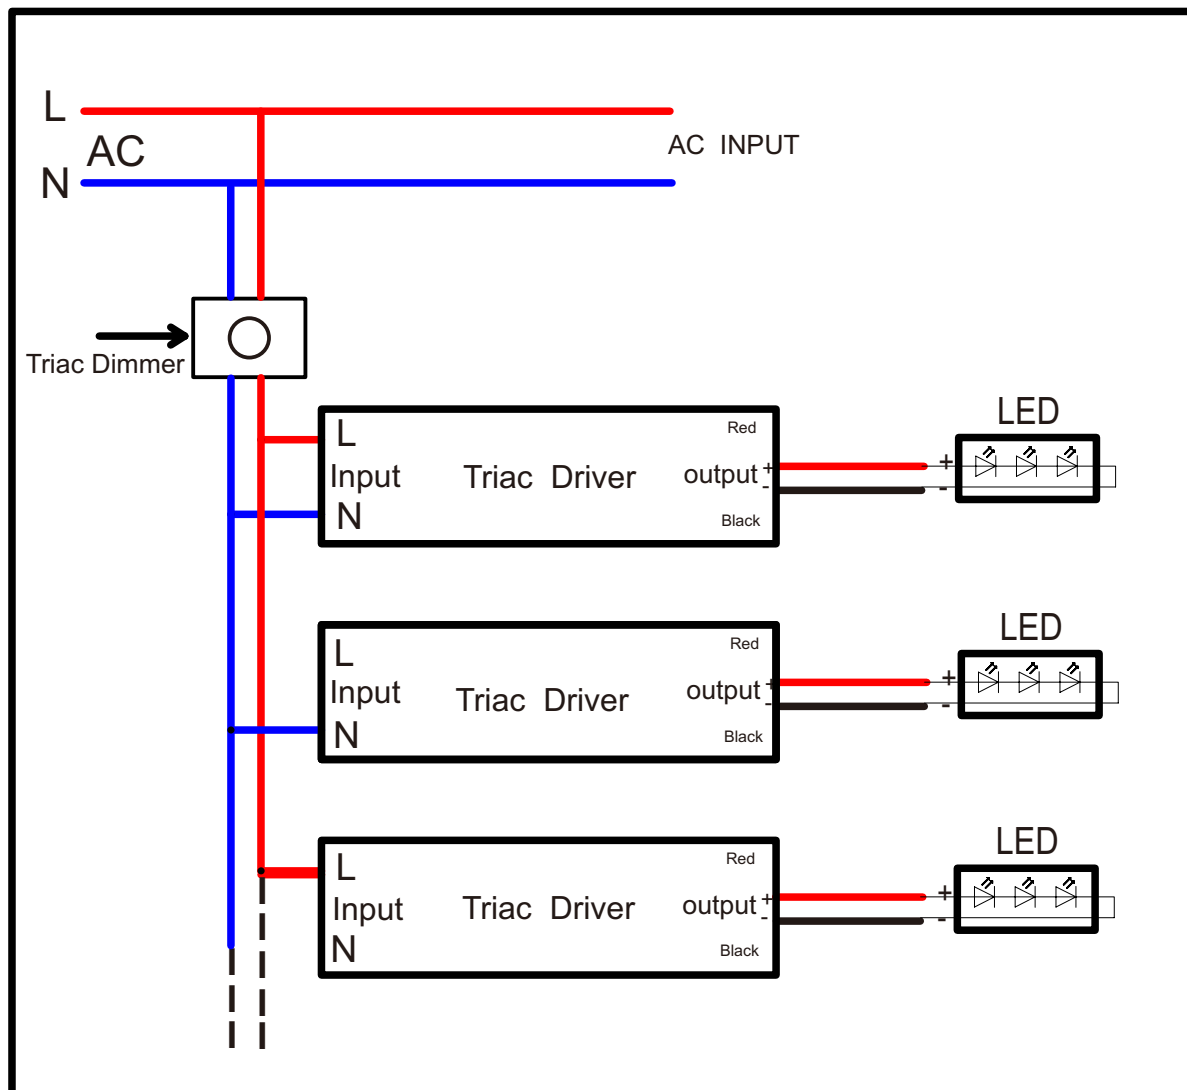 L
AC
N
AC INPUT
Triac Dimmer
LED
L
Red
Input
Triac Driver
output
+
-
+
-
N
Black
LED
L
Red
Input
Triac Driver
output
+
-
+
-
N
Black
LED
L
Red
Input
Triac Driver
output
+
-
+
-
N
Black